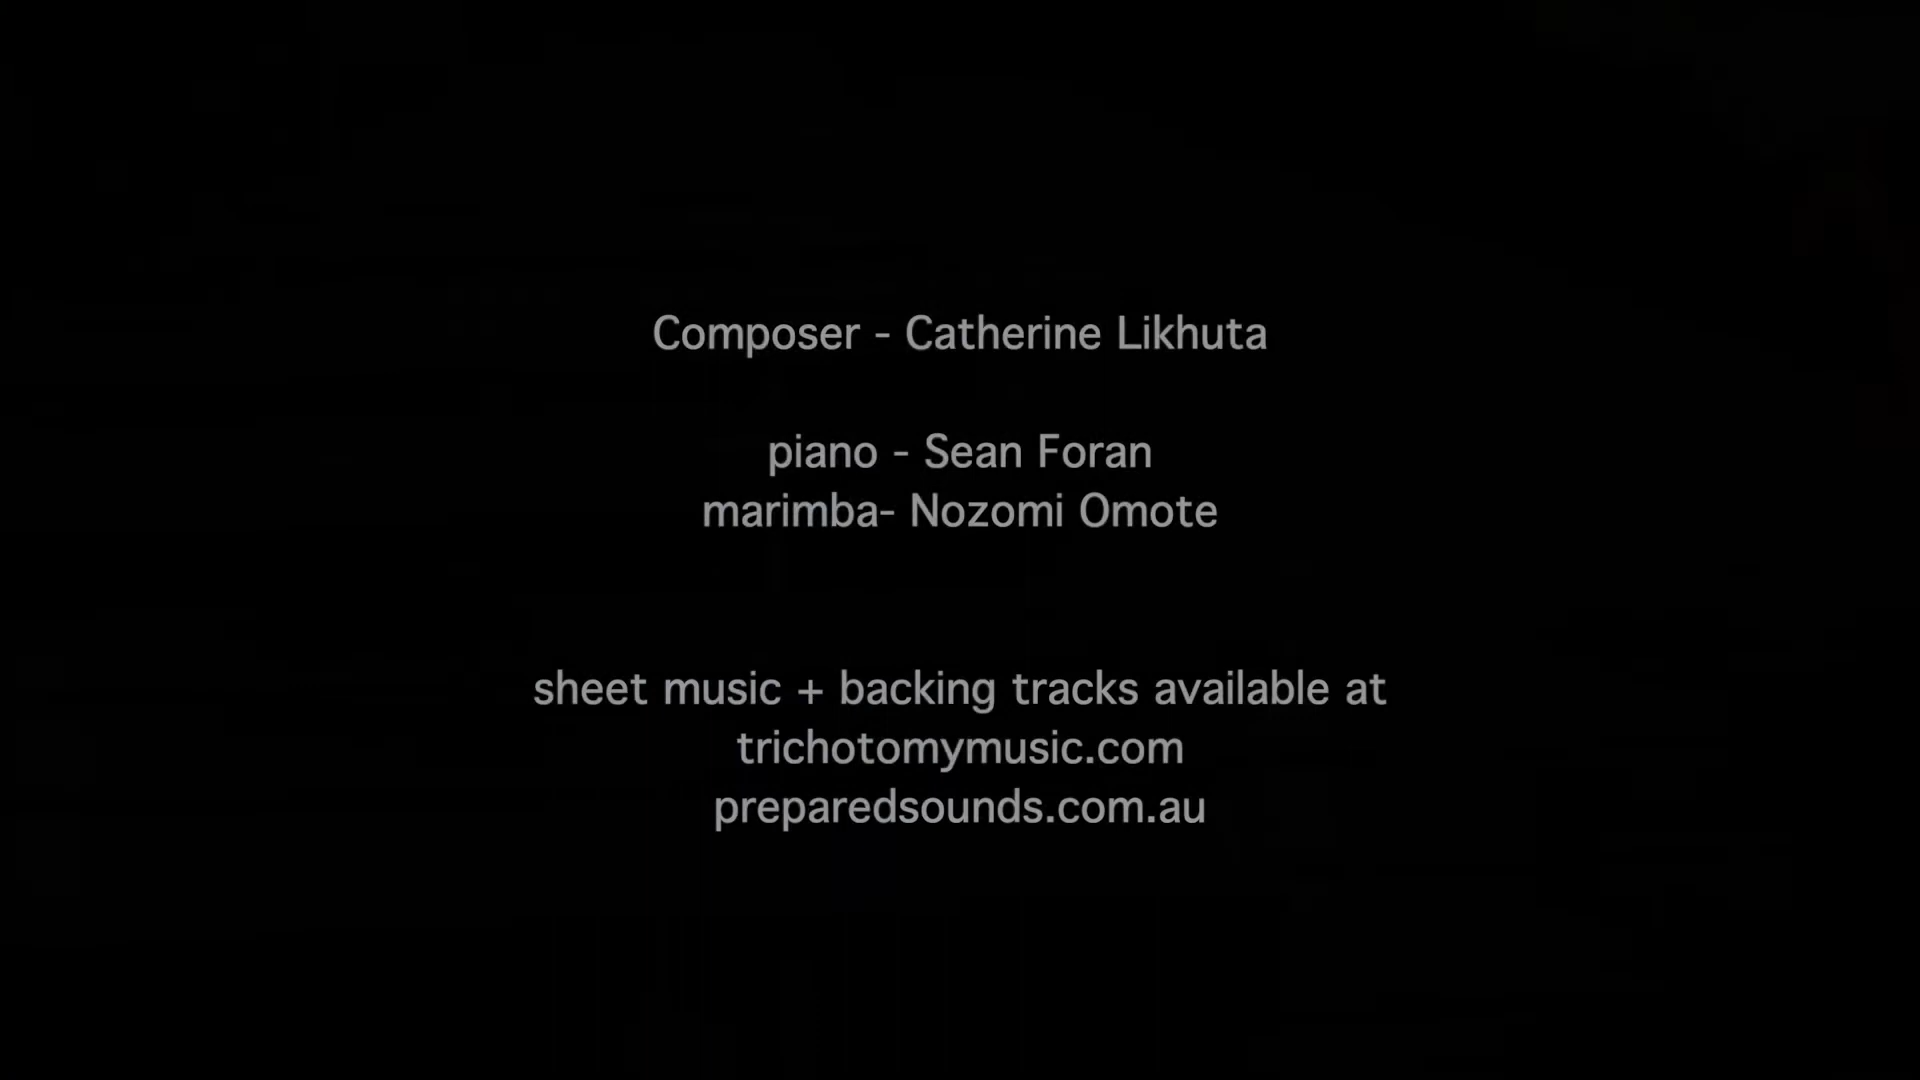 Composer - Catherine Likhuta
piano - Sean Foran
marimba- Nozomi Omote
sheet music + backing tracks available at
trichotomymusic.com
preparedsounds.com.au